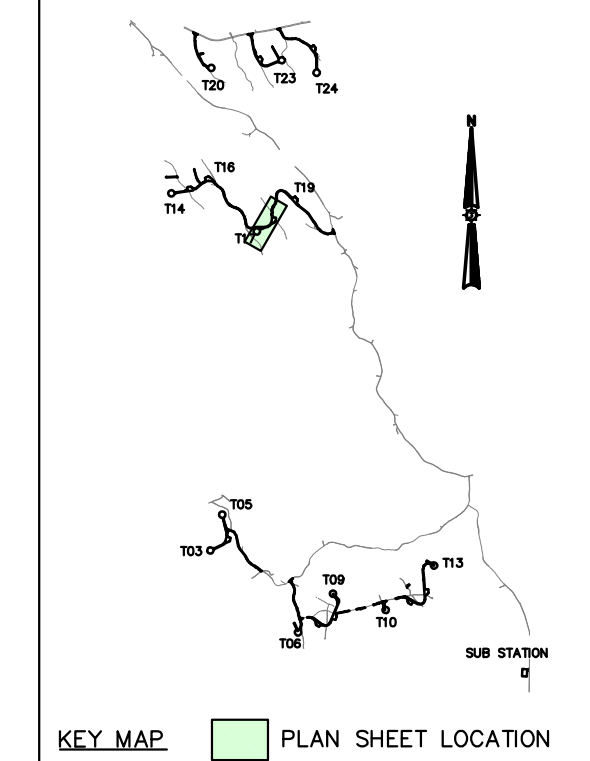 T20
T23
T24
N
T16
T14
T19
T05
T03
T13
T09
T10
T06
SUB STATION
KEY MAP
PLAN SHEET LOCATION